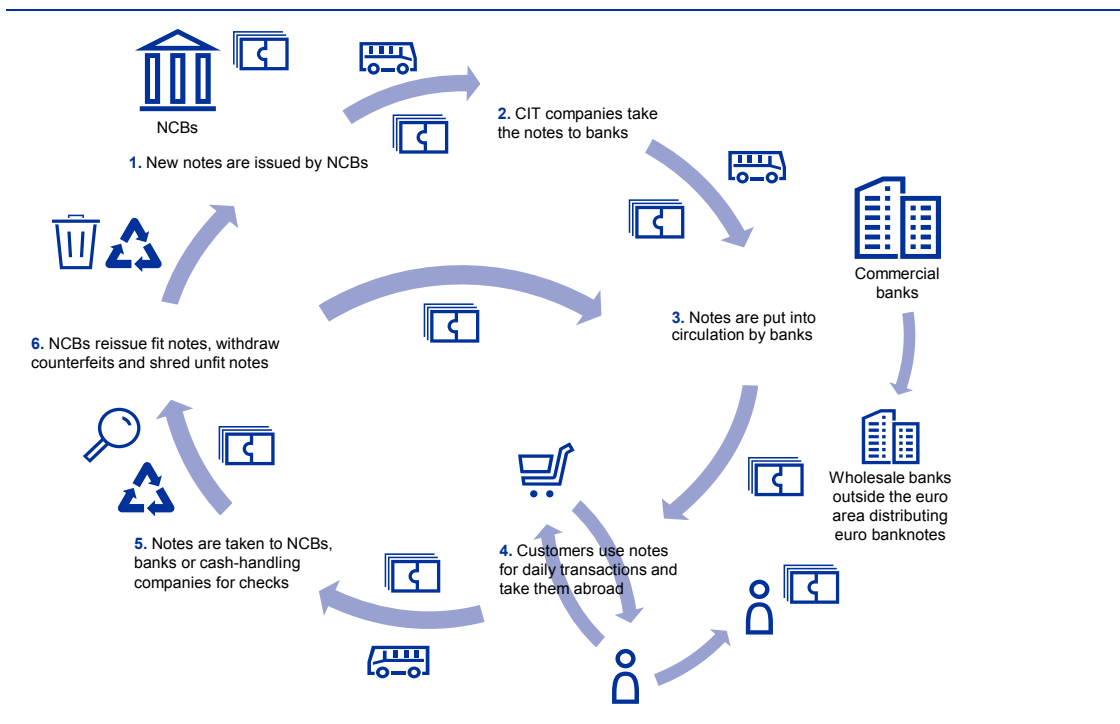 NCBs
1. New notes are issued by NCBs
2. CIT companies take
the notes to banks
Commercial
banks
3. Notes are put into
circulation by banks
6. NCBs reissue fit notes, withdraw
counterfeits and shred unfit notes
Wholesale banks
outside the euro
area distributing
euro banknotes
5. Notes are taken to NCBs,
banks or cash-handling
companies for checks
4. Customers use notes
for daily transactions and
take them abroad